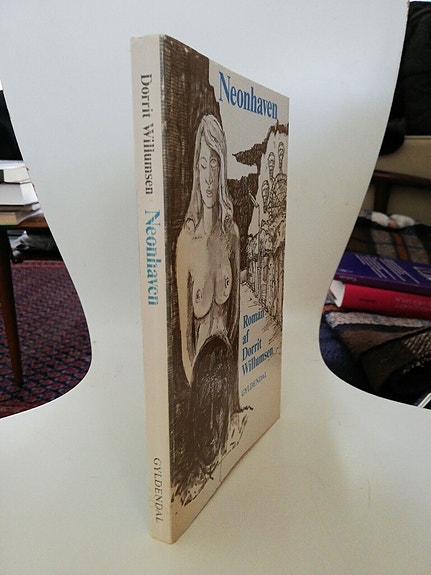 Dorrit Willumsen
Neonhaven
GYLDENDAL
Neonhaven
Roman
af
Dorrit
Willumsen
GYLDENDAL